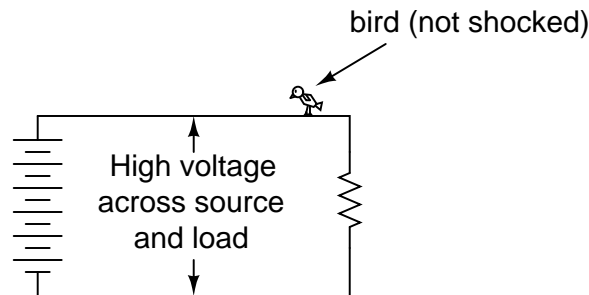 bird (not shocked)
High voltage
across source
and load